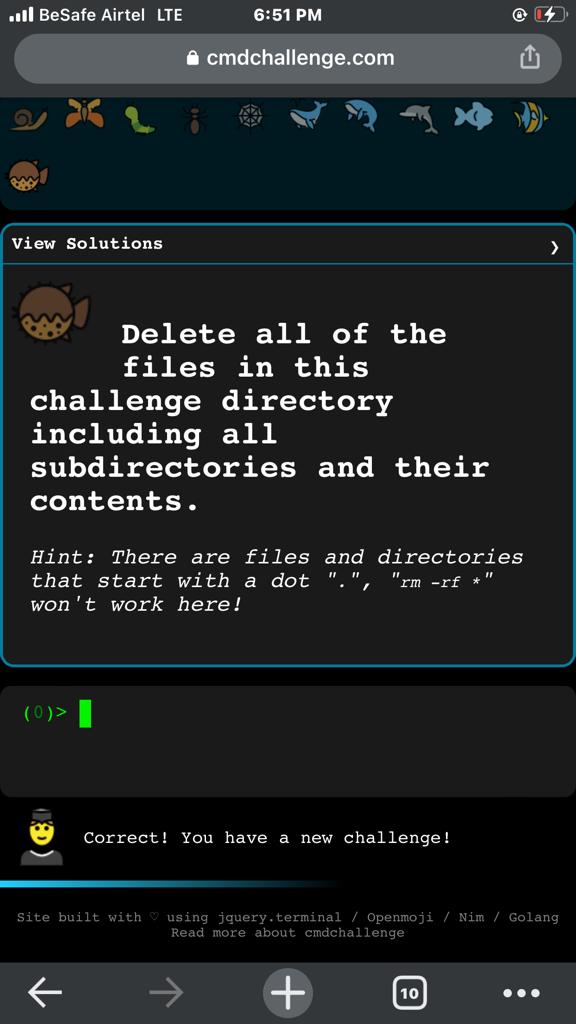 BeSafe Airtel LTE 6:51 PM
cmdchallenge.com
View Solutions ❯
Delete all of the
files in this
challenge directory
including all
subdirectories and their
contents.
Hint: There are files and directories
that start with a dot ".", "rm -rf *"
won't work here!
(0)>
Correct! You have a new challenge!
Site built with ♡ using jquery.terminal / Openmoji / Nim / Golang
Read more about cmdchallenge
10